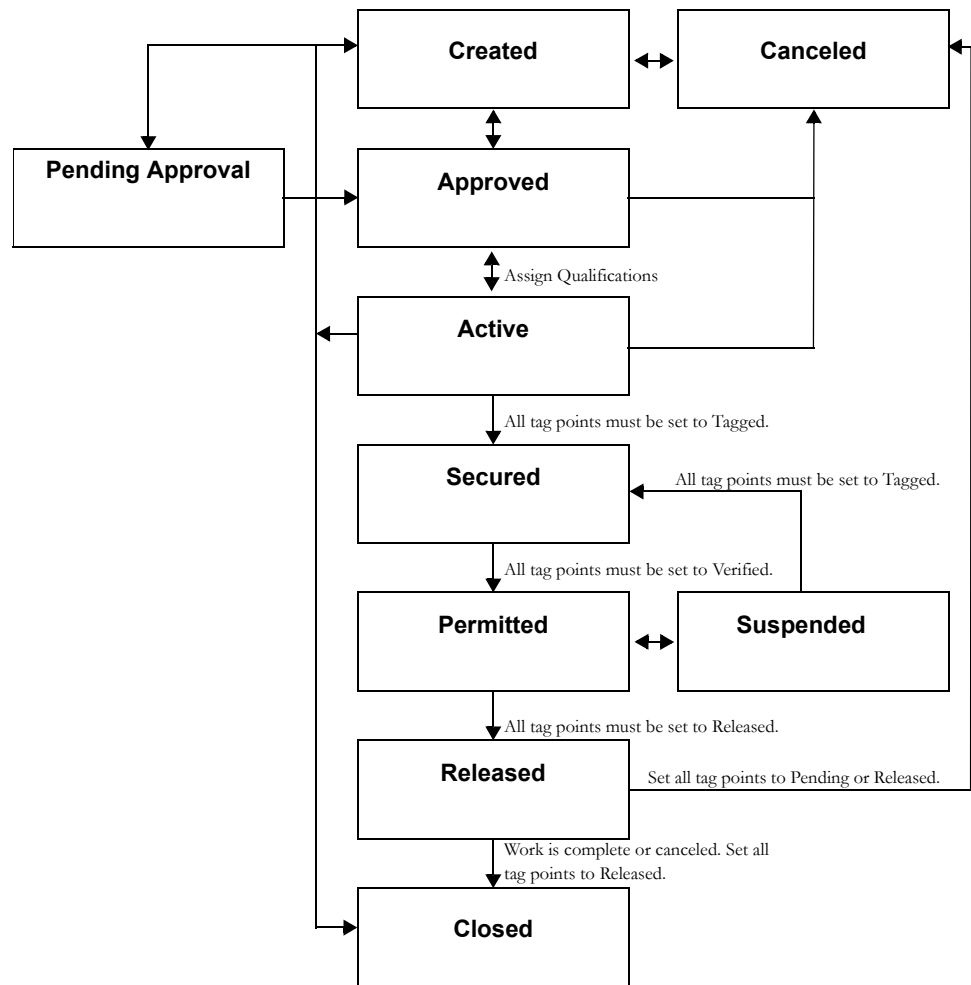 Created
Canceled
Pending Approval
Approved
Assign Qualifications
Active
All tag points must be set to Tagged.
Secured
All tag points must be set to Tagged.
All tag points must be set to Verified.
Permitted
Suspended
All tag points must be set to Released.
Released
Set all tag points to Pending or Released.
Work is complete or canceled. Set all
tag points to Released.
Closed